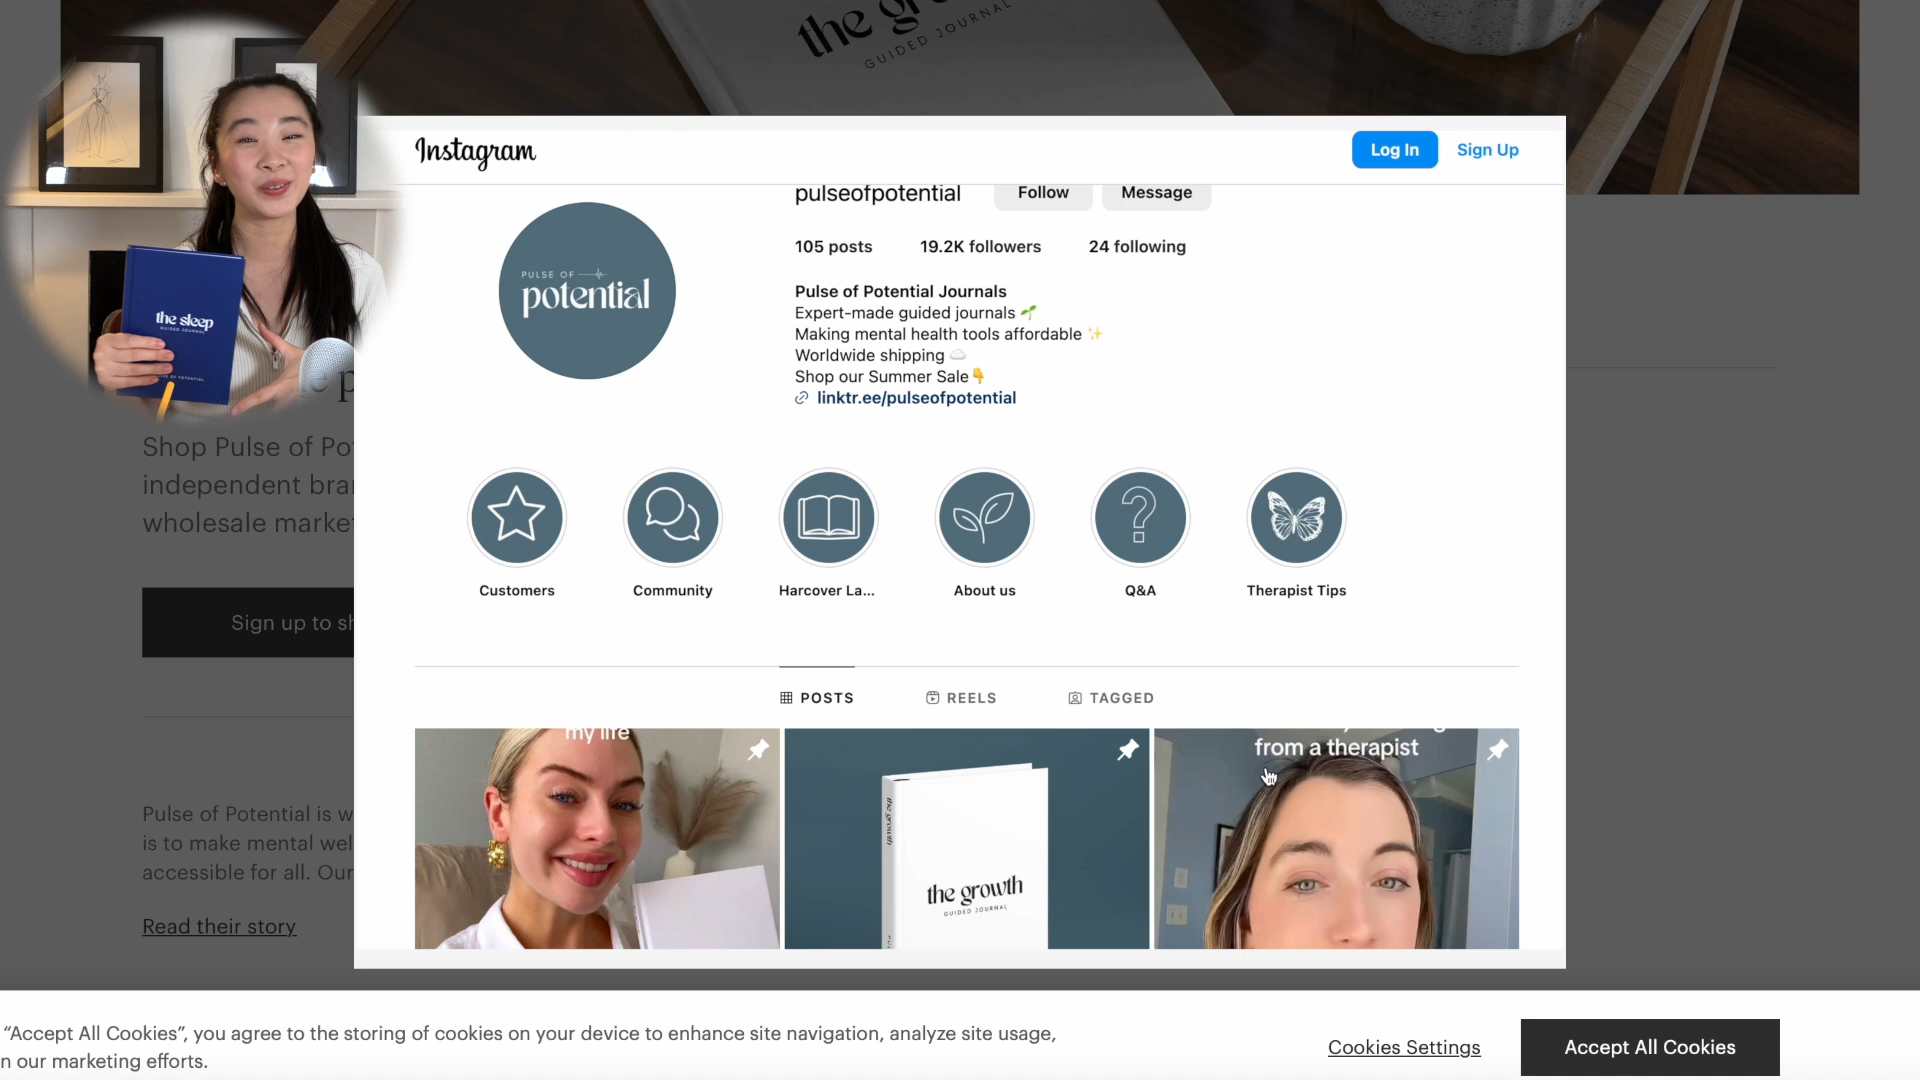 the gr
GUIDED JOURNAL
Instagram
Log In
Sign Up
pulseofpotential
Follow
Message
105 posts
19.2K followers
24 following
PULSE OF
potential
Pulse of Potential Journals
Expert-made guided journals 🌱
Making mental health tools affordable ✨
Worldwide shipping ☁️
Shop our Summer Sale👇
linktr.ee/pulseofpotential
the sleep
GUIDED JOURNAL
OF POTENTIAL
Shop Pulse of Po
independent bra
wholesale marke
Sign up to sh
Customers
Community
Harcover La...
About us
Q&A
Therapist Tips
POSTS
REELS
TAGGED
my life
from a therapist
the growth
GUIDED JOURNAL
the growth
Pulse of Potential is w
is to make mental wel
accessible for all. Our
Read their story
“Accept All Cookies”, you agree to the storing of cookies on your device to enhance site navigation, analyze site usage,
n our marketing efforts.
Cookies Settings
Accept All Cookies